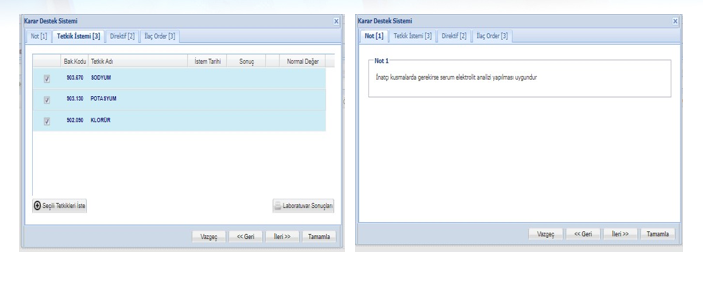 Karar Destek Sistemi
Not [1] Tetkik İstemi [3] Direktif [2] İlaç Order [3]
Bak.Kodu Tetkik Adı İstem Tarihi Sonuç Normal Değer
903.670 SODYUM
903.130 POTASYUM
902.090 KLORÜR
Seçili Tetkikleri İste Laboratuvar Sonuçları
Vazgeç << Geri İleri >> Tamamla
Karar Destek Sistemi
Not [1] Tetkik İstemi [3] Direktif [2] İlaç Order [3]
Not 1
İnatçı kusmalarda gerekirse serum elektrolit analizi yapılması uygundur
Vazgeç << Geri İleri >> Tamamla